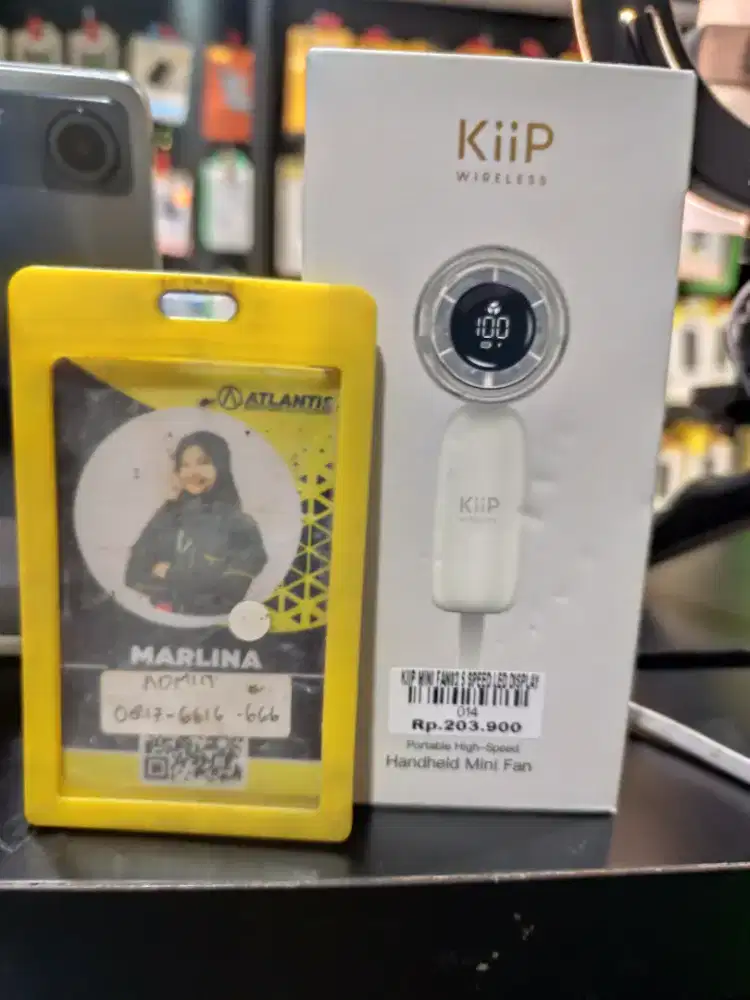 ATLANTIS
MARLINA
ADMIN
0817-6616-666
KiiP
WIRELESS
100
KiiP
KIIP MINI FAN02 5 SPEED LED DISPLAY
014
Rp.203.900
Portable High-Speed
Handheld Mini Fan